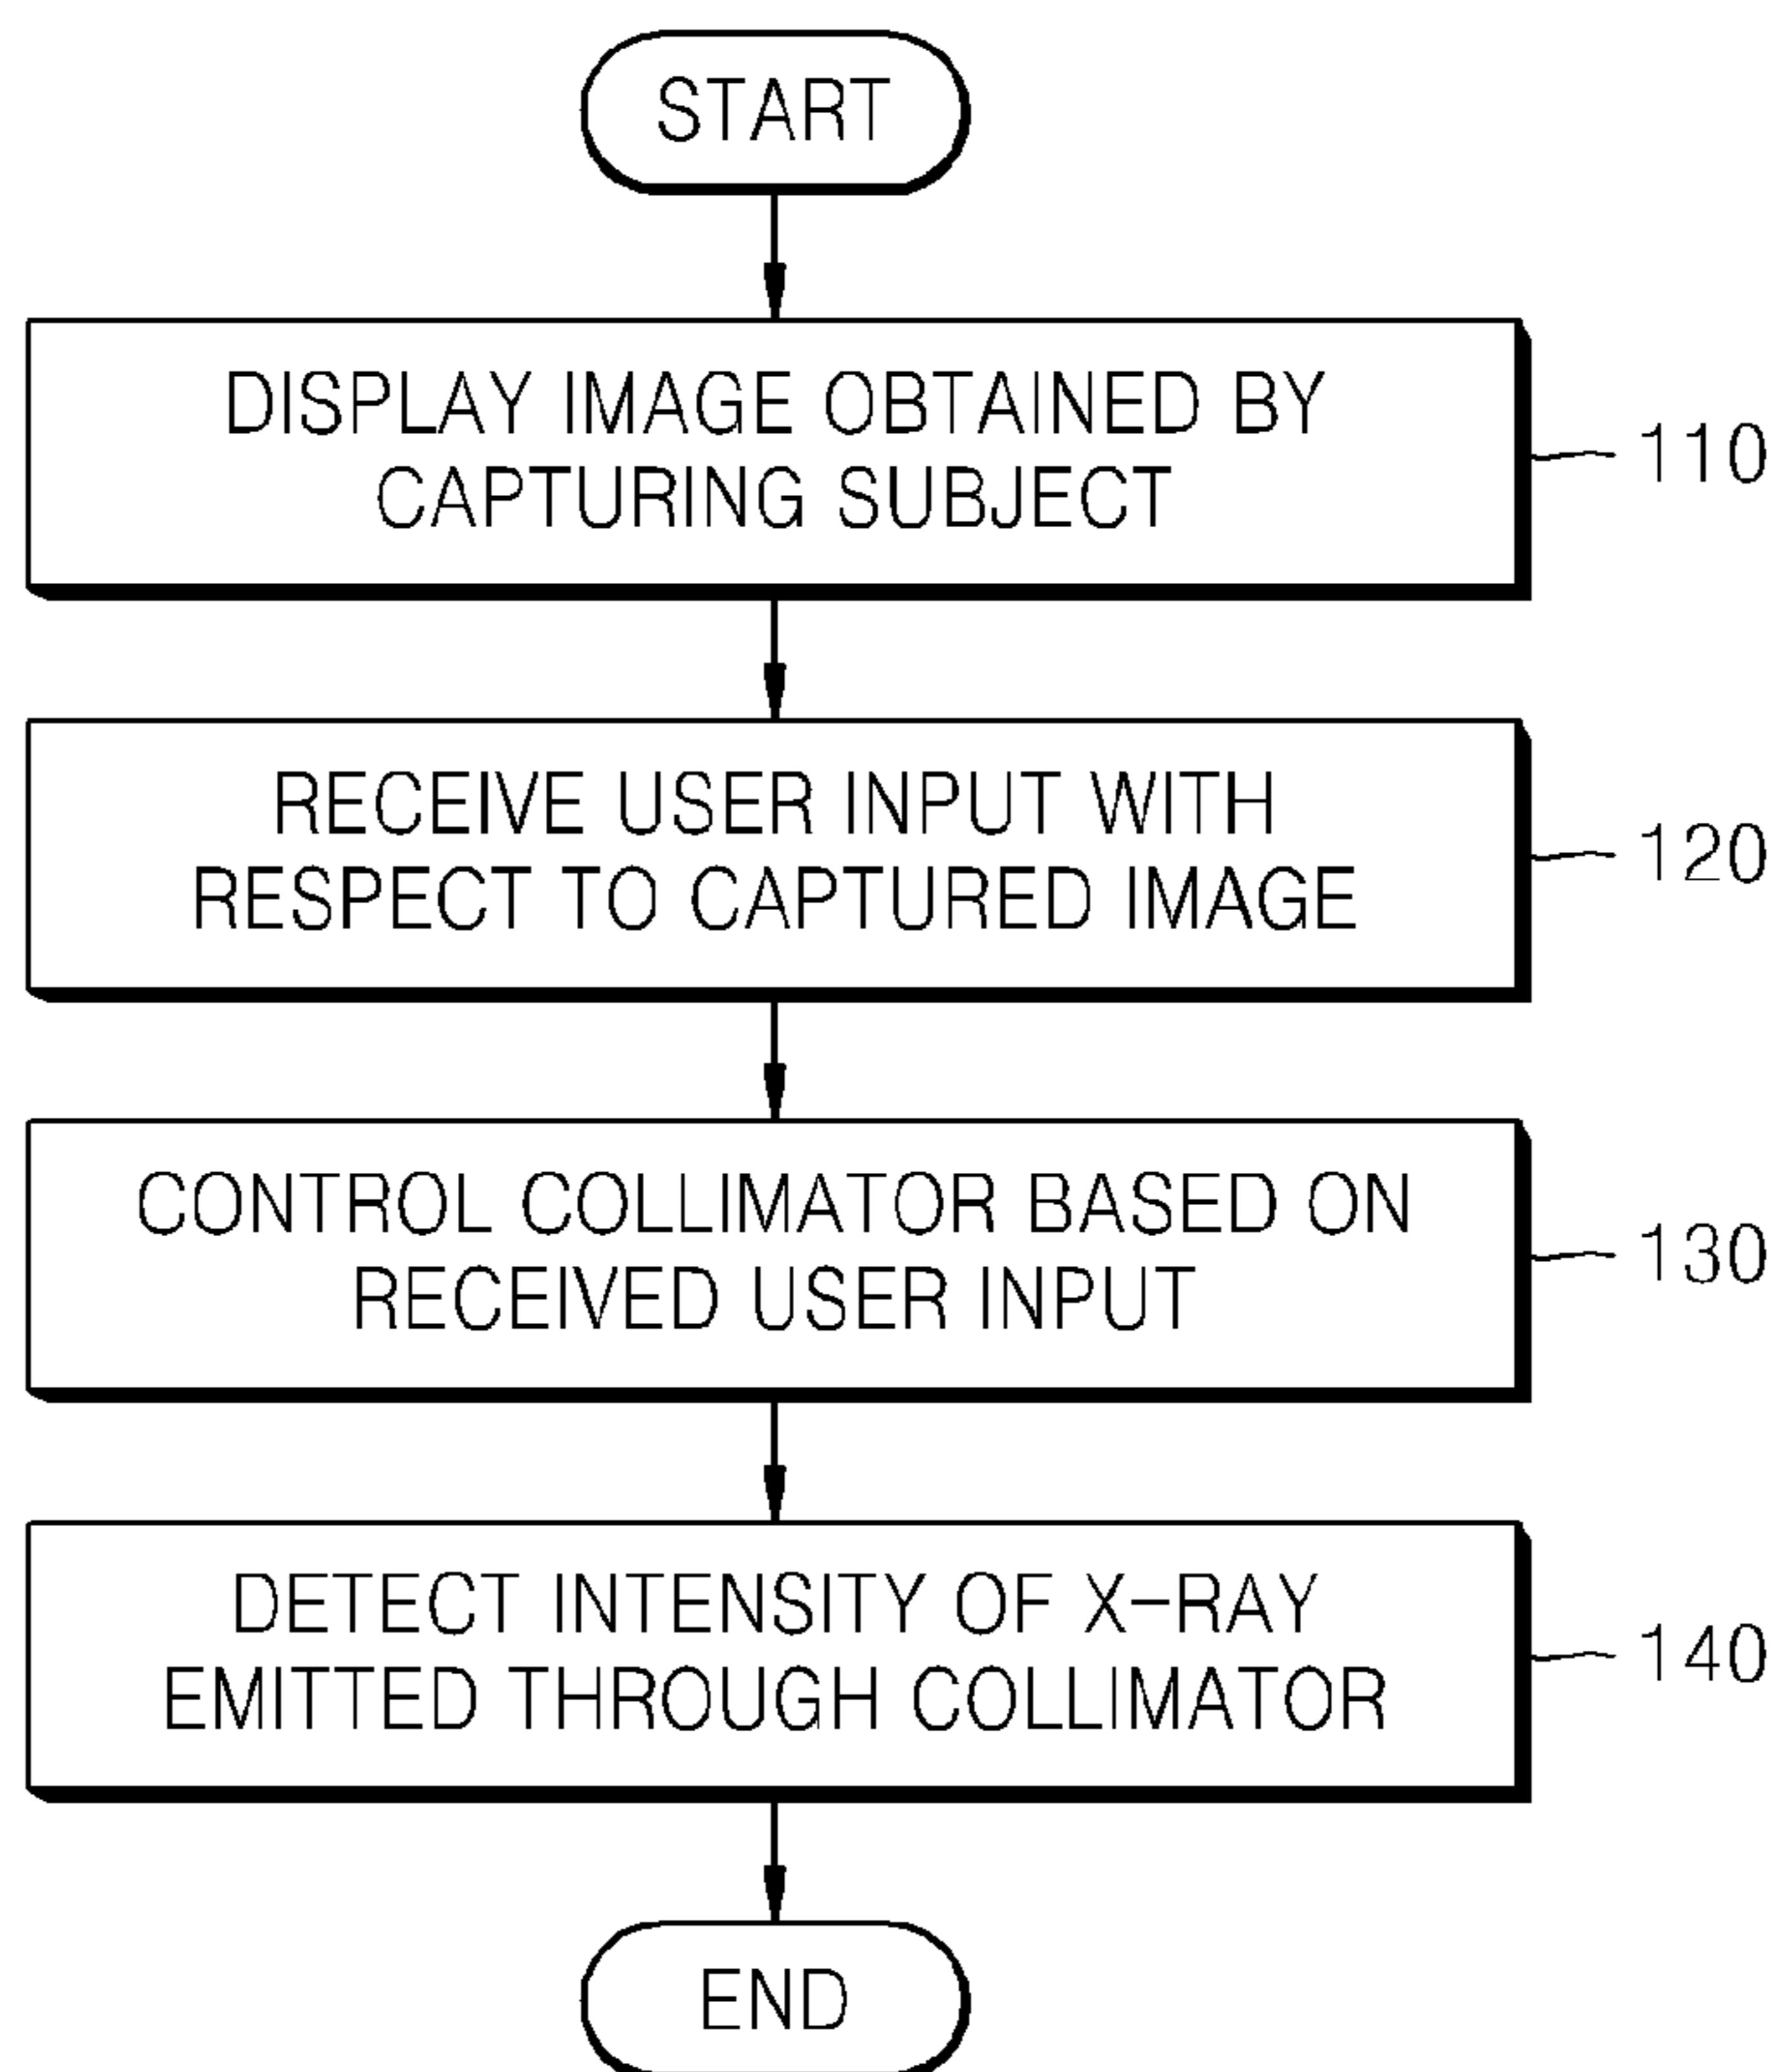 START
DISPLAY IMAGE OBTAINED BY
CAPTURING SUBJECT
110
RECEIVE USER INPUT WITH
RESPECT TO CAPTURED IMAGE
120
CONTROL COLLIMATOR BASED ON
RECEIVED USER INPUT
130
DETECT INTENSITY OF X-RAY
EMITTED THROUGH COLLIMATOR
140
END